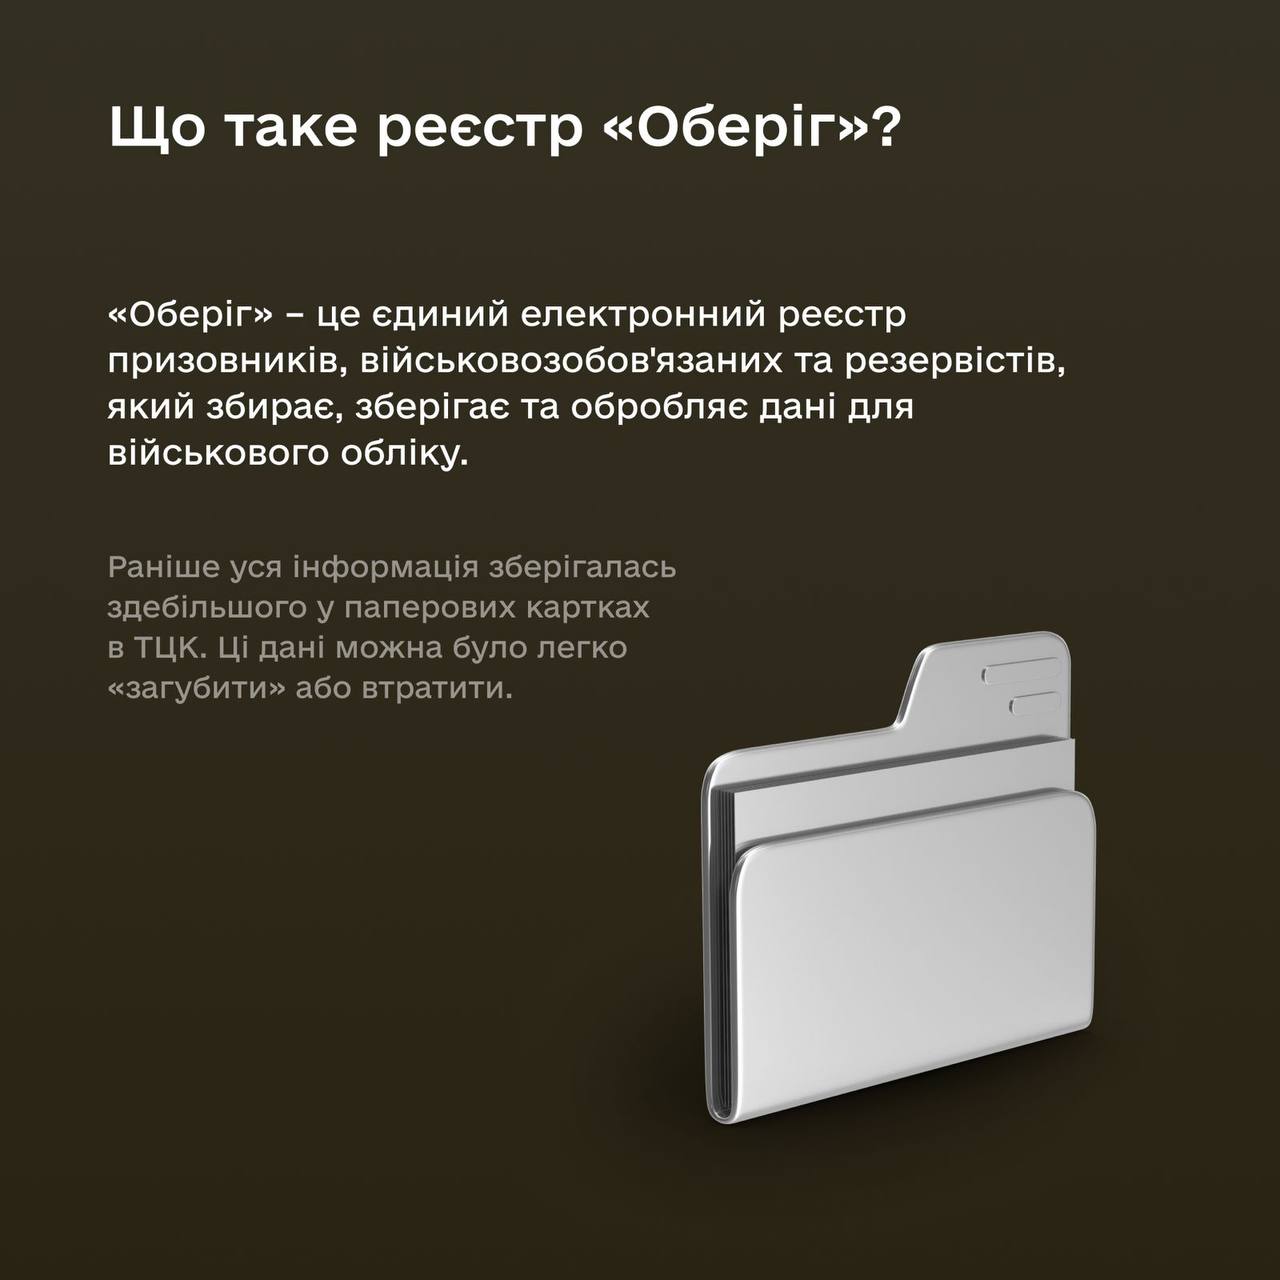 Що таке реєстр «Оберіг»?
«Оберіг» – це єдиний електронний реєстр
призовників, військовозобов'язаних та резервістів,
який збирає, зберігає та обробляє дані для
військового обліку.
Раніше уся інформація зберігалась
здебільшого у паперових картках
в ТЦК. Ці дані можна було легко
«загубити» або втратити.